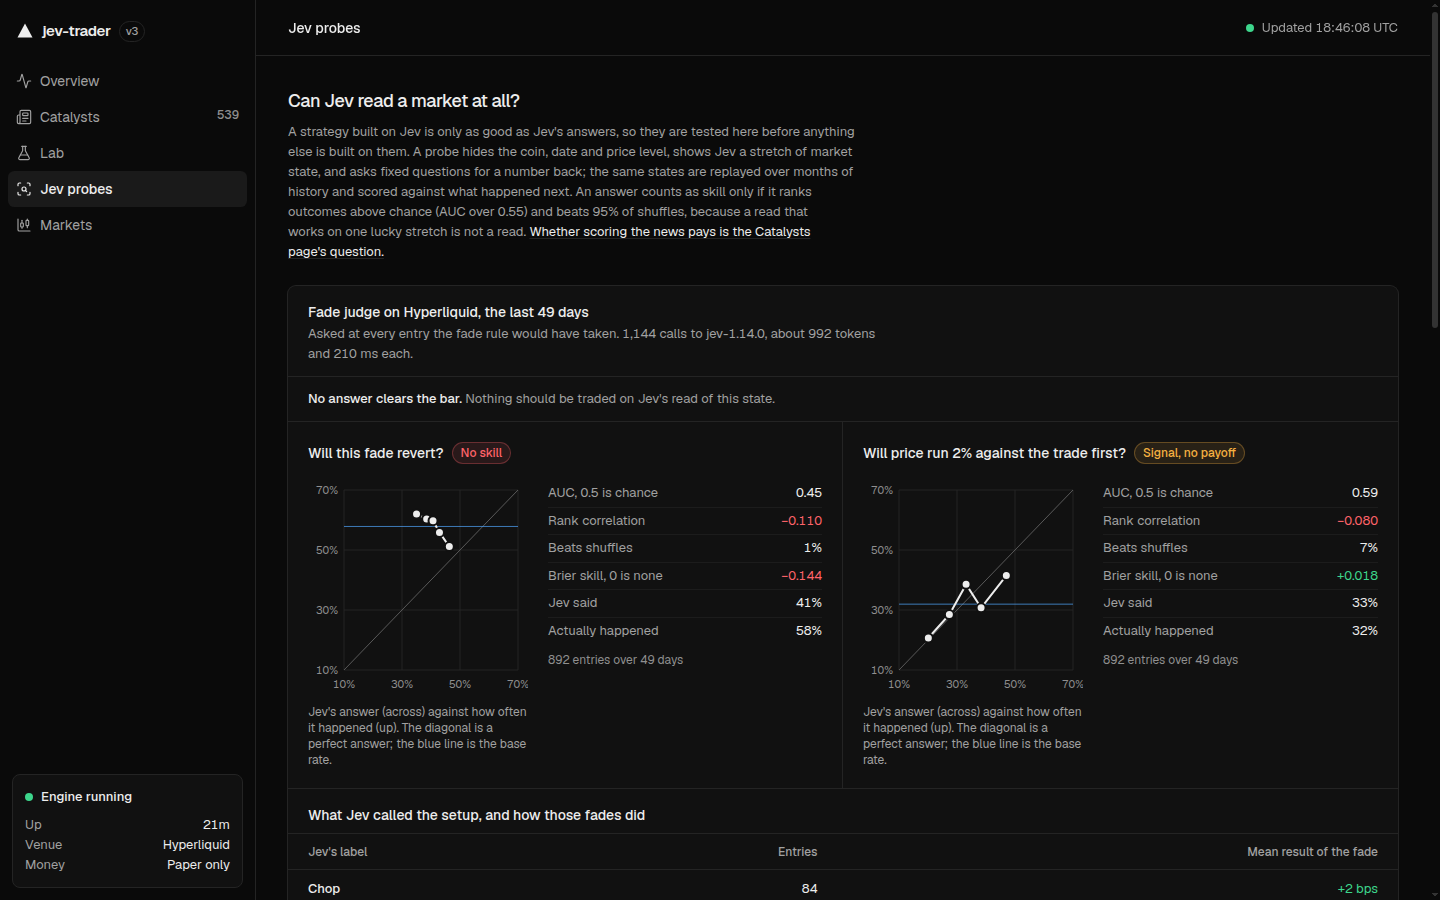 jev-trader v3
Overview
Catalysts 539
Lab
Jev probes
Markets
Engine running
Up 21m
Venue Hyperliquid
Money Paper only
Jev probes
Updated 18:46:08 UTC
Can Jev read a market at all?
A strategy built on Jev is only as good as Jev's answers, so they are tested here before anything
else is built on them. A probe hides the coin, date and price level, shows Jev a stretch of market
state, and asks fixed questions for a number back; the same states are replayed over months of
history and scored against what happened next. An answer counts as skill only if it ranks
outcomes above chance (AUC over 0.55) and beats 95% of shuffles, because a read that
works on one lucky stretch is not a read. Whether scoring the news pays is the Catalysts
page's question.
Fade judge on Hyperliquid, the last 49 days
Asked at every entry the fade rule would have taken. 1,144 calls to jev-1.14.0, about 992 tokens
and 210 ms each.
No answer clears the bar. Nothing should be traded on Jev's read of this state.
Will this fade revert? No skill
70%
50%
30%
10%
10% 30% 50% 70%
Jev's answer (across) against how often
it happened (up). The diagonal is a
perfect answer; the blue line is the base
rate.
AUC, 0.5 is chance 0.45
Rank correlation −0.110
Beats shuffles 1%
Brier skill, 0 is none −0.144
Jev said 41%
Actually happened 58%
892 entries over 49 days
Will price run 2% against the trade first? Signal, no payoff
70%
50%
30%
10%
10% 30% 50% 70%
Jev's answer (across) against how often
it happened (up). The diagonal is a
perfect answer; the blue line is the base
rate.
AUC, 0.5 is chance 0.59
Rank correlation −0.080
Beats shuffles 7%
Brier skill, 0 is none +0.018
Jev said 33%
Actually happened 32%
892 entries over 49 days
What Jev called the setup, and how those fades did
Jev's label Entries Mean result of the fade
Chop 84 +2 bps